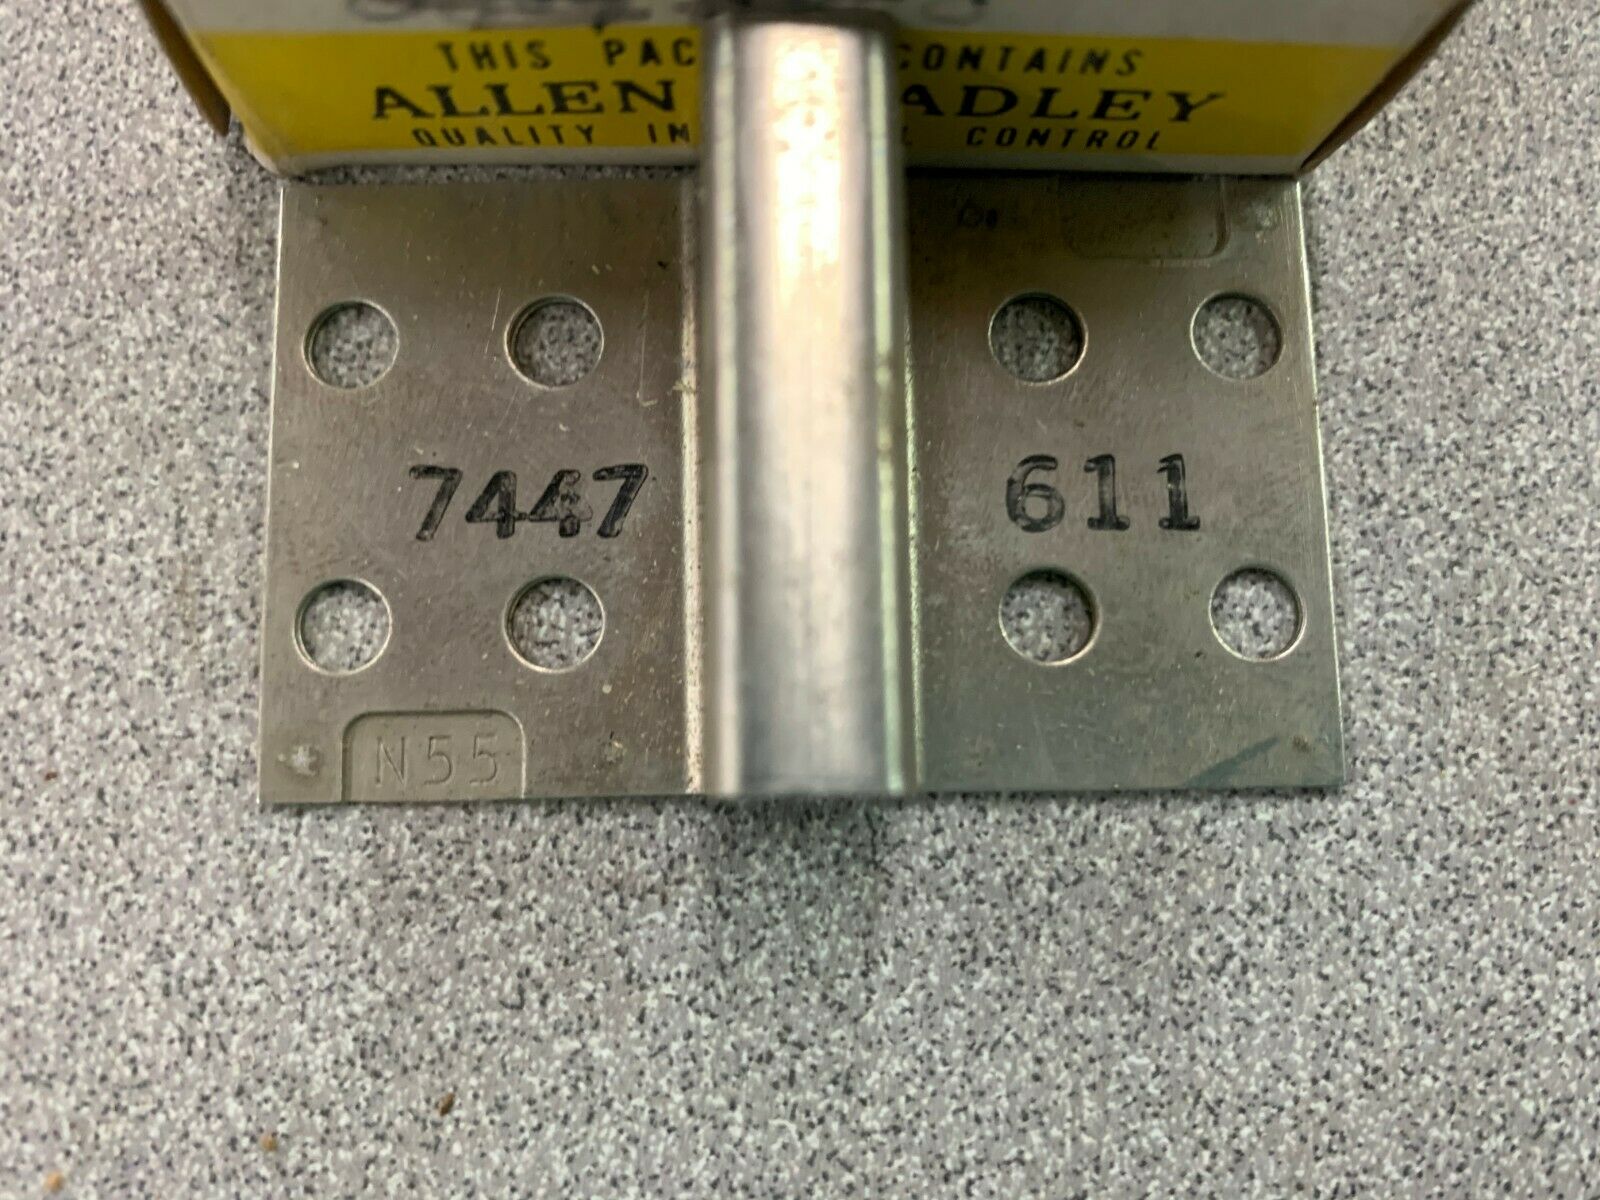 THIS PAC CONTAINS
ALLEN ADLEY
QUALITY IN L CONTROL
7447 611
N55